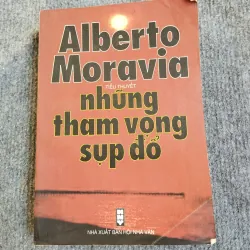 Alberto
Moravia
TIỂU THUYẾT
những
tham vọng
sụp đổ
NHÀ XUẤT BẢN HỘI NHÀ VĂN